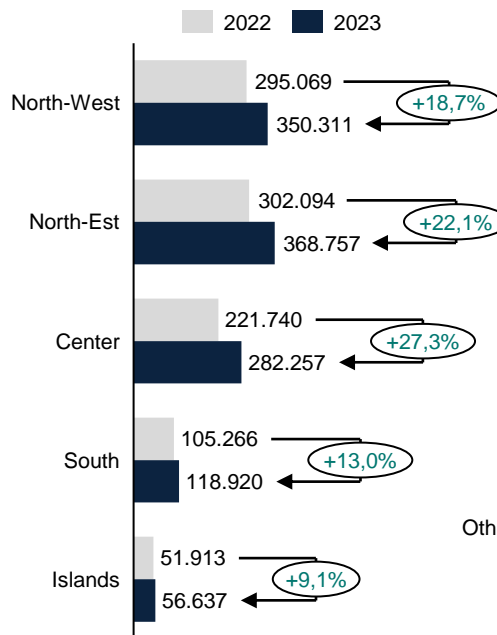 2022 2023
295.069
North-West +18,7%
350.311
302.094
North-Est +22,1%
368.757
221.740
Center +27,3%
282.257
105.266
South +13,0%
118.920
Oth
51.913
Islands +9,1%
56.637